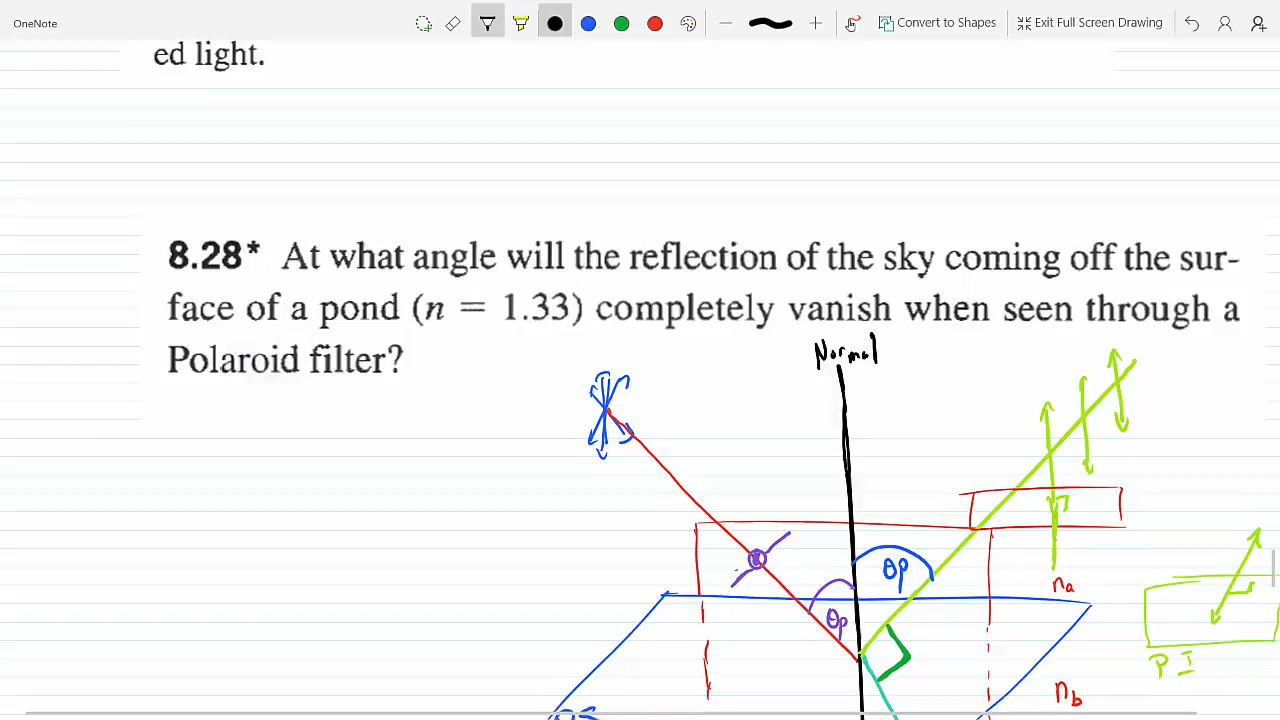 OneNote
Convert to Shapes
Exit Full Screen Drawing
ed light.
8.28* At what angle will the reflection of the sky coming off the sur-
face of a pond (n = 1.33) completely vanish when seen through a
Polaroid filter?
Normal
θp
θp
na
nb
PI